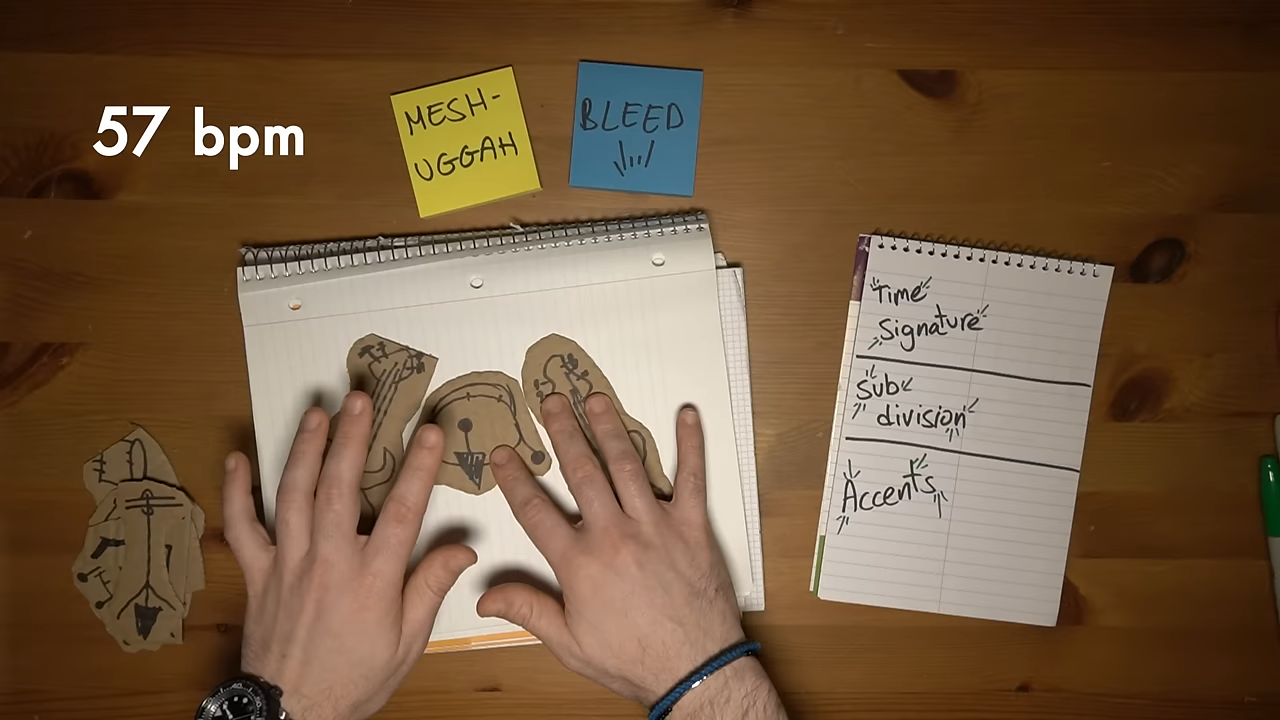 57 bpm
MESH-
UGGAH
BLEED
Time
Signature
Sub
division
Accents